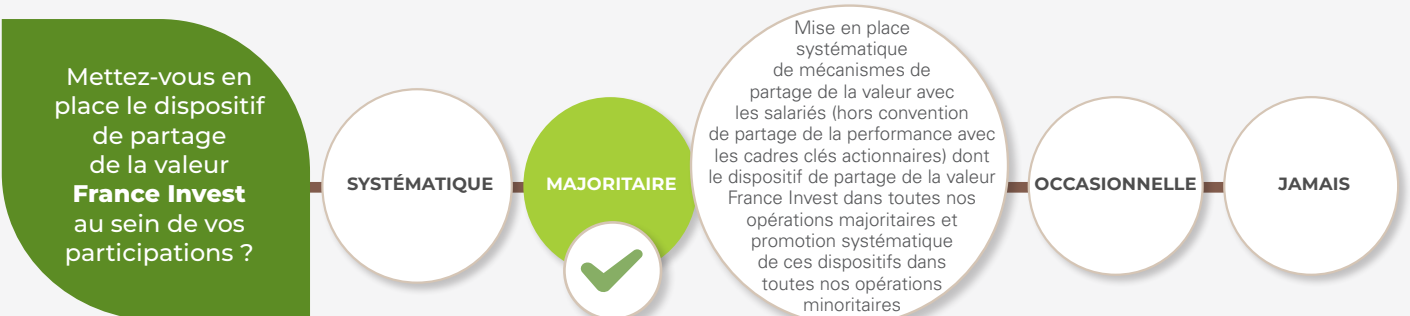 Mettez-vous en
place le dispositif
de partage
de la valeur
France Invest
au sein de vos
participations ?
SYSTÉMATIQUE
MAJORITAIRE
Mise en place
systématique
de mécanismes de
partage de la valeur avec
les salariés (hors convention
de partage de la performance avec
les cadres clés actionnaires) dont
le dispositif de partage de la valeur
France Invest dans toutes nos
opérations majoritaires et
promotion systématique
de ces dispositifs dans
toutes nos opérations
minoritaires
OCCASIONNELLE
JAMAIS